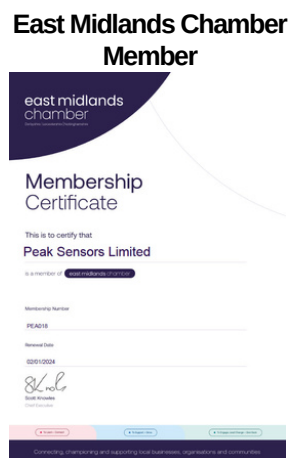 East Midlands Chamber
Member
east midlands
chamber
Membership
Certificate
This is to certify that
Peak Sensors Limited
is a member of east midlands chamber
Membership Number
PEA016
Renewal Date
02/01/2024
Scott Knowles
Chief Executive
Connecting, championing and supporting local businesses, organisations and communities